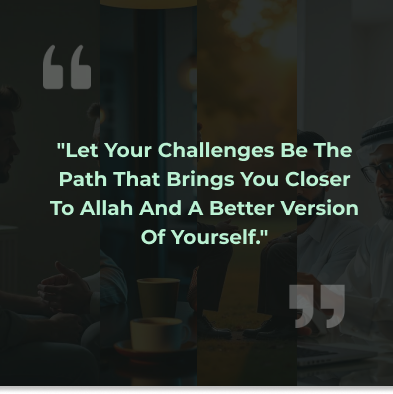 "Let Your Challenges Be The
Path That Brings You Closer
To Allah And A Better Version
Of Yourself."